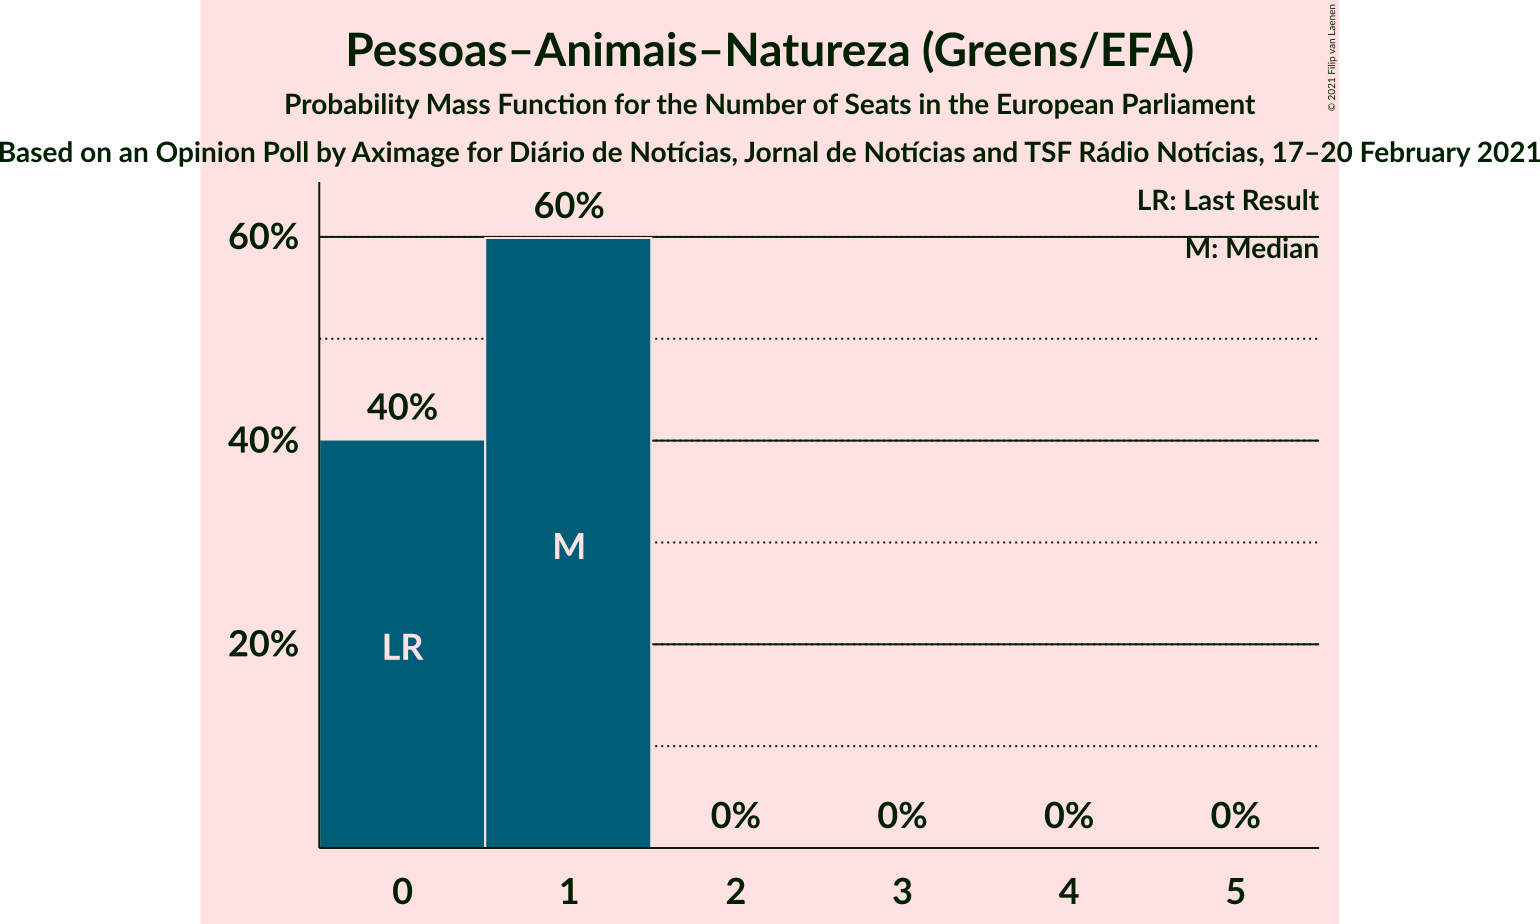 Pessoas–Animais–Natureza (Greens/EFA)
Probability Mass Function for the Number of Seats in the European Parliament
Based on an Opinion Poll by Aximage for Diário de Notícias, Jornal de Notícias and TSF Rádio Notícias, 17–20 February 2021
© 2021 Filip van Laenen
LR: Last Result
M: Median
60%
40%
20%
40%
60%
0%
0%
0%
0%
LR
M
0
1
2
3
4
5